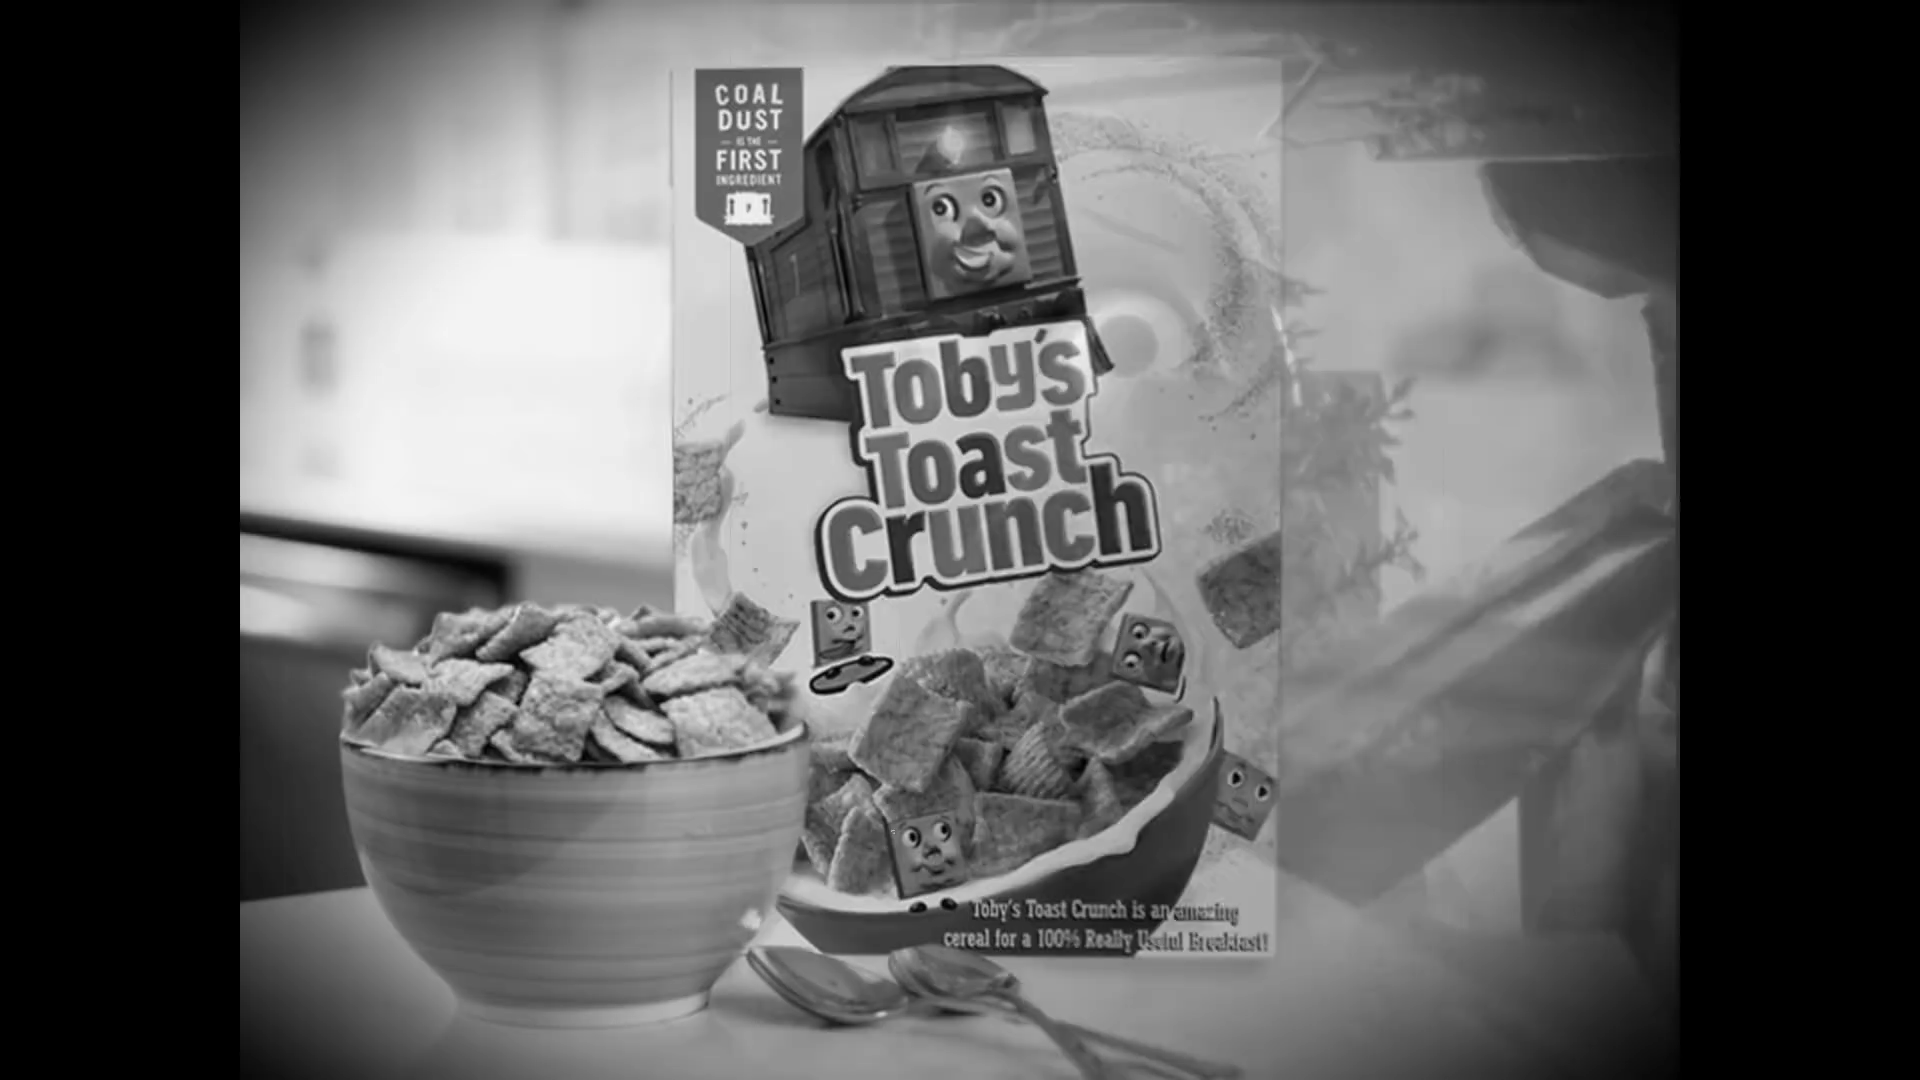 COAL
DUST
IS THE
FIRST
INGREDIENT
Toby's
Toast
Crunch
Toby's Toast Crunch is an amazing
cereal for a 100% Really Useful Breakfast!